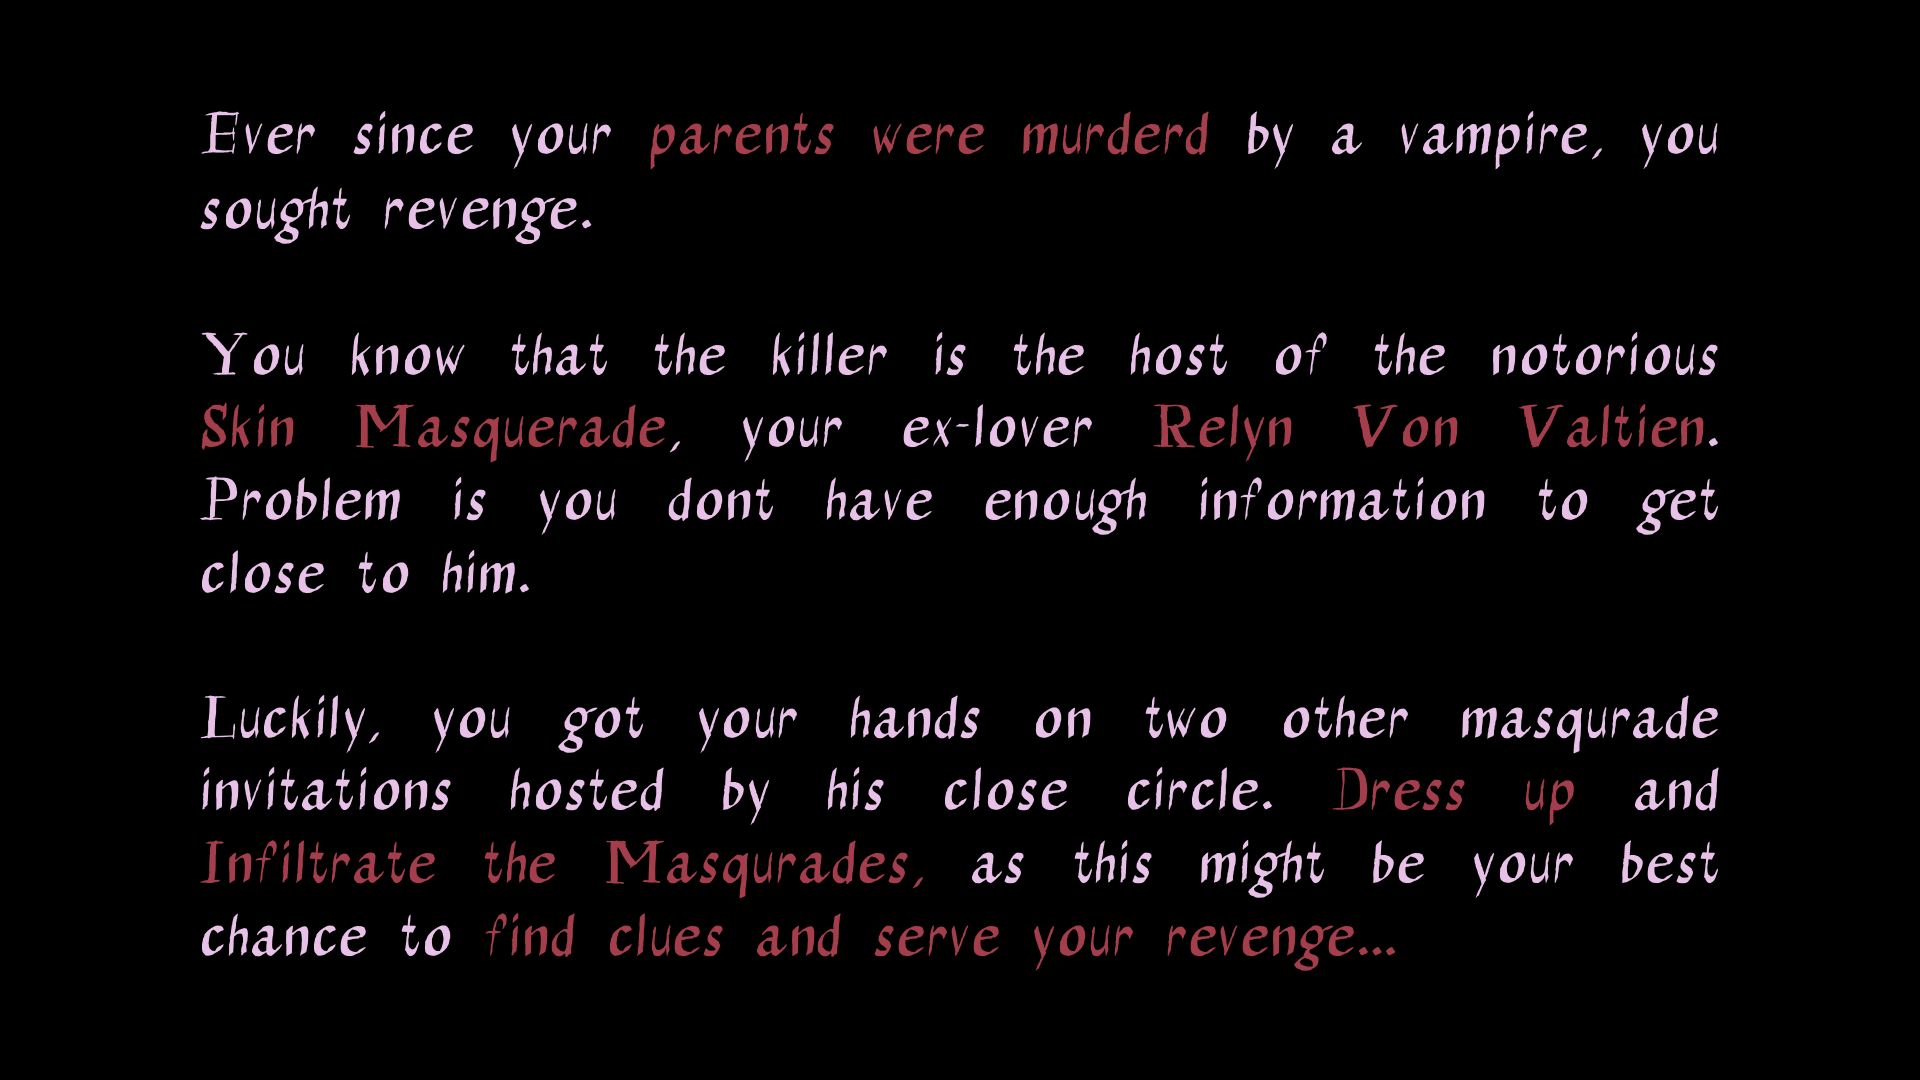 Ever since your parents were murderd by a vampire, you
sought revenge.
You know that the killer is the host of the notorious
Skin Masquerade, your ex-lover Relyn Von Valtien.
Problem is you dont have enough information to get
close to him.
Luckily, you got your hands on two other masqurade
invitations hosted by his close circle. Dress up and
Infiltrate the Masqurades, as this might be your best
chance to find clues and serve your revenge...